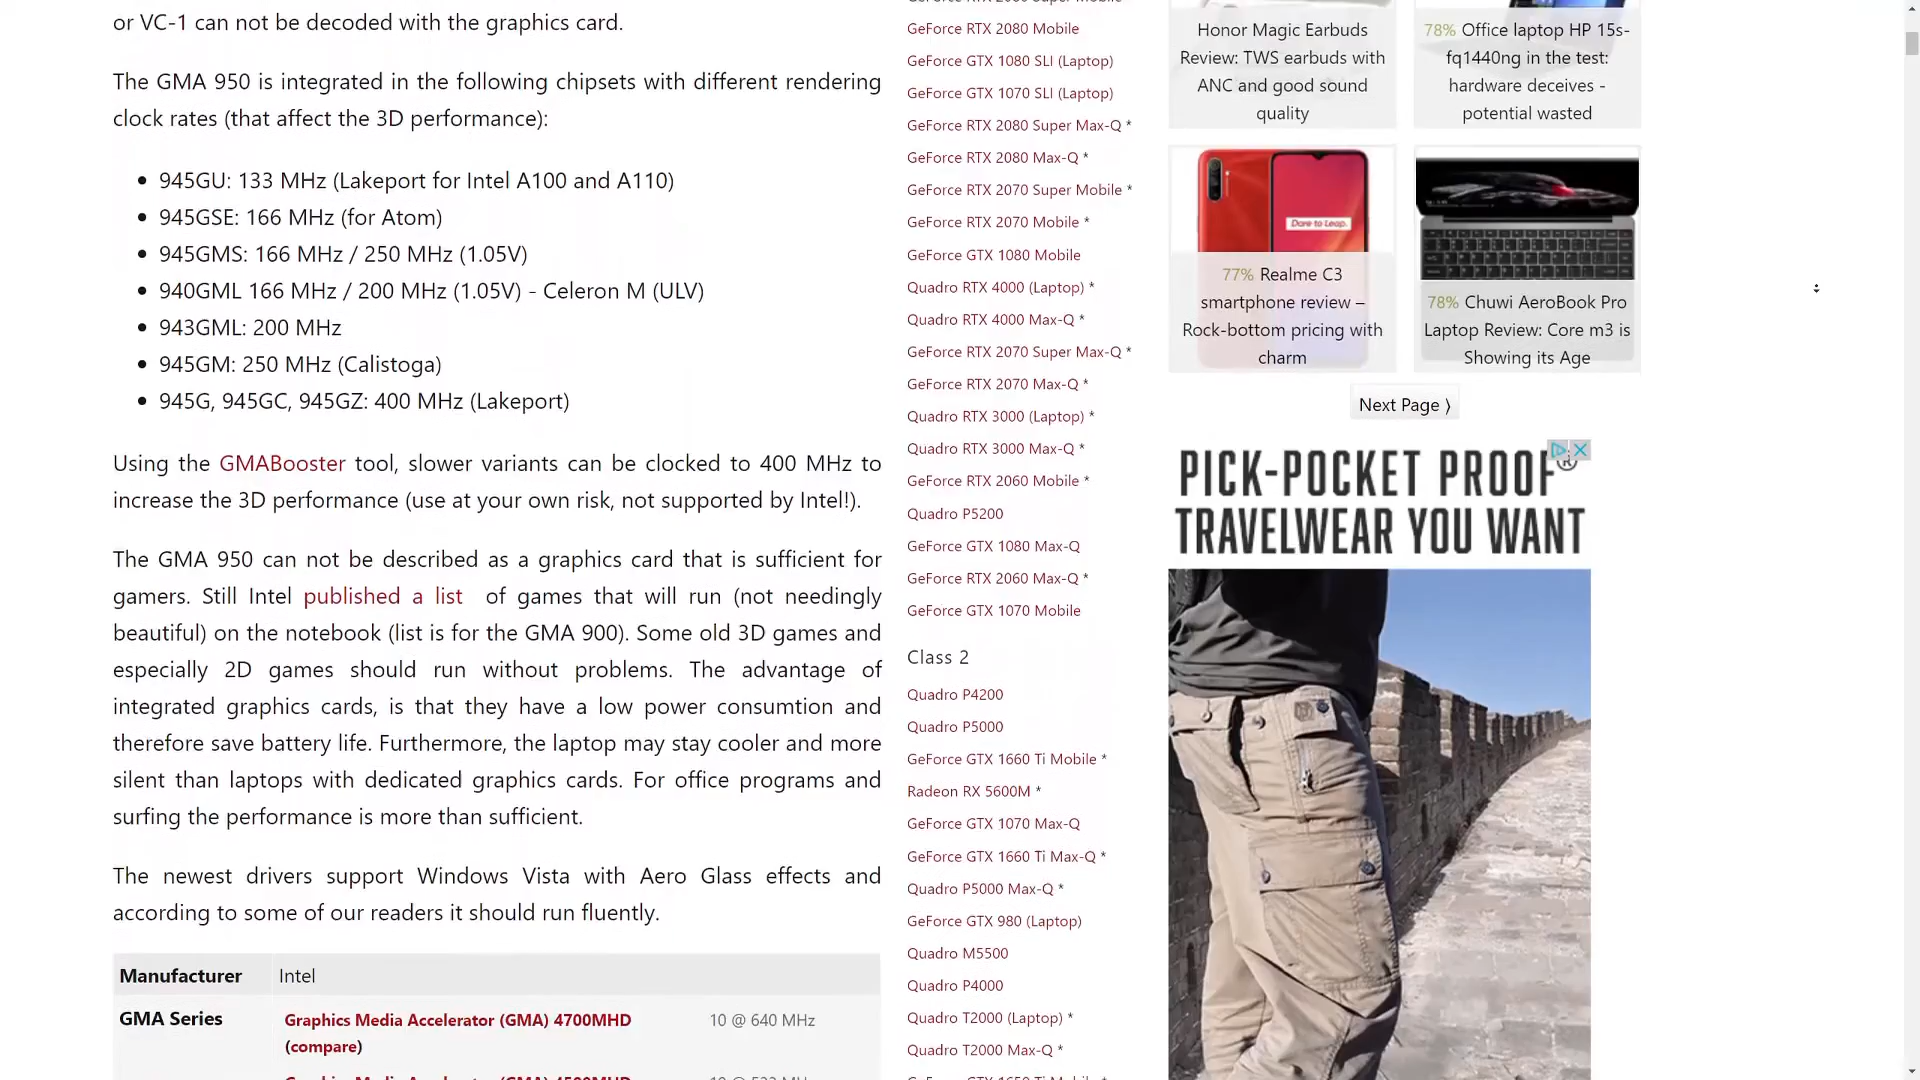 or VC-1 can not be decoded with the graphics card.
The GMA 950 is integrated in the following chipsets with different rendering
clock rates (that affect the 3D performance):
945GU: 133 MHz (Lakeport for Intel A100 and A110)
945GSE: 166 MHz (for Atom)
945GMS: 166 MHz / 250 MHz (1.05V)
940GML 166 MHz / 200 MHz (1.05V) - Celeron M (ULV)
943GML: 200 MHz
945GM: 250 MHz (Calistoga)
945G, 945GC, 945GZ: 400 MHz (Lakeport)
Using the GMABooster tool, slower variants can be clocked to 400 MHz to
increase the 3D performance (use at your own risk, not supported by Intel!).
The GMA 950 can not be described as a graphics card that is sufficient for
gamers. Still Intel published a list of games that will run (not needingly
beautiful) on the notebook (list is for the GMA 900). Some old 3D games and
especially 2D games should run without problems. The advantage of
integrated graphics cards, is that they have a low power consumtion and
therefore save battery life. Furthermore, the laptop may stay cooler and more
silent than laptops with dedicated graphics cards. For office programs and
surfing the performance is more than sufficient.
The newest drivers support Windows Vista with Aero Glass effects and
according to some of our readers it should run fluently.
Manufacturer Intel
GMA Series Graphics Media Accelerator (GMA) 4700MHD 10 @ 640 MHz
(compare)
GeForce RTX 2080 Mobile
GeForce GTX 1080 SLI (Laptop)
GeForce GTX 1070 SLI (Laptop)
GeForce RTX 2080 Super Max-Q *
GeForce RTX 2080 Max-Q *
GeForce RTX 2070 Super Mobile *
GeForce RTX 2070 Mobile *
GeForce GTX 1080 Mobile
Quadro RTX 4000 (Laptop) *
Quadro RTX 4000 Max-Q *
GeForce RTX 2070 Super Max-Q *
GeForce RTX 2070 Max-Q *
Quadro RTX 3000 (Laptop) *
Quadro RTX 3000 Max-Q *
GeForce RTX 2060 Mobile *
Quadro P5200
GeForce GTX 1080 Max-Q
GeForce RTX 2060 Max-Q *
GeForce GTX 1070 Mobile
Class 2
Quadro P4200
Quadro P5000
GeForce GTX 1660 Ti Mobile *
Radeon RX 5600M *
GeForce GTX 1070 Max-Q
GeForce GTX 1660 Ti Max-Q *
Quadro P5000 Max-Q *
GeForce GTX 980 (Laptop)
Quadro M5500
Quadro P4000
Quadro T2000 (Laptop) *
Quadro T2000 Max-Q *
Honor Magic Earbuds
Review: TWS earbuds with
ANC and good sound
quality
78% Office laptop HP 15s-
fq1440ng in the test:
hardware deceives -
potential wasted
Dare to Leap.
77% Realme C3
smartphone review –
Rock-bottom pricing with
charm
78% Chuwi AeroBook Pro
Laptop Review: Core m3 is
Showing its Age
Next Page ⟩
PICK-POCKET PROOF®
TRAVELWEAR YOU WANT